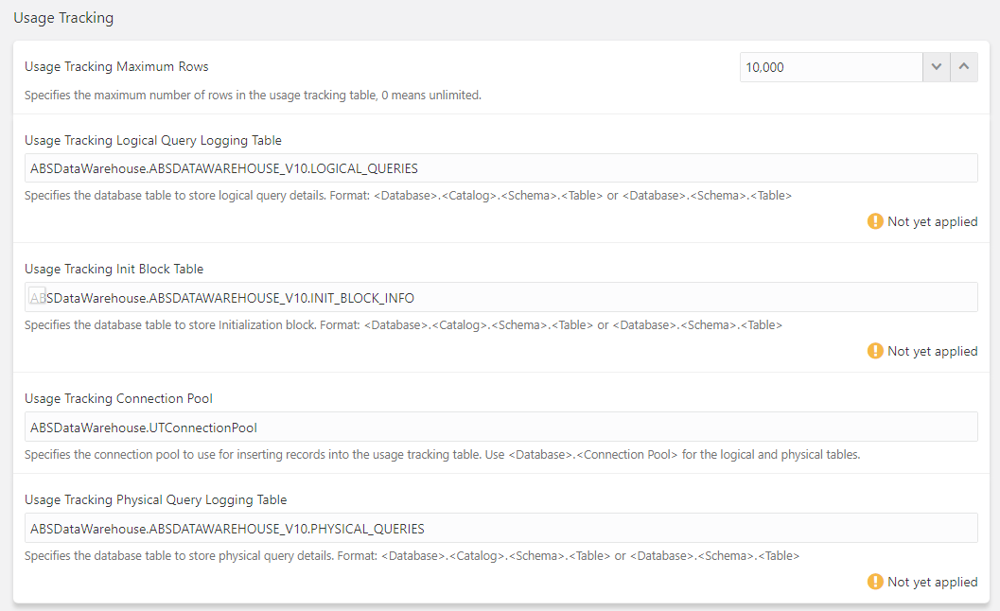 Usage Tracking
Usage Tracking Maximum Rows
10,000
Specifies the maximum number of rows in the usage tracking table, 0 means unlimited.
Usage Tracking Logical Query Logging Table
ABSDataWarehouse.ABSDATAWAREHOUSE_V10.LOGICAL_QUERIES
Specifies the database table to store logical query details. Format: <Database>.<Catalog>.<Schema>.<Table> or <Database>.<Schema>.<Table>
Not yet applied
Usage Tracking Init Block Table
ABSDataWarehouse.ABSDATAWAREHOUSE_V10.INIT_BLOCK_INFO
Specifies the database table to store Initialization block. Format: <Database>.<Catalog>.<Schema>.<Table> or <Database>.<Schema>.<Table>
Not yet applied
Usage Tracking Connection Pool
ABSDataWarehouse.UTConnectionPool
Specifies the connection pool to use for inserting records into the usage tracking table. Use <Database>.<Connection Pool> for the logical and physical tables.
Usage Tracking Physical Query Logging Table
ABSDataWarehouse.ABSDATAWAREHOUSE_V10.PHYSICAL_QUERIES
Specifies the database table to store physical query details. Format: <Database>.<Catalog>.<Schema>.<Table> or <Database>.<Schema>.<Table>
Not yet applied